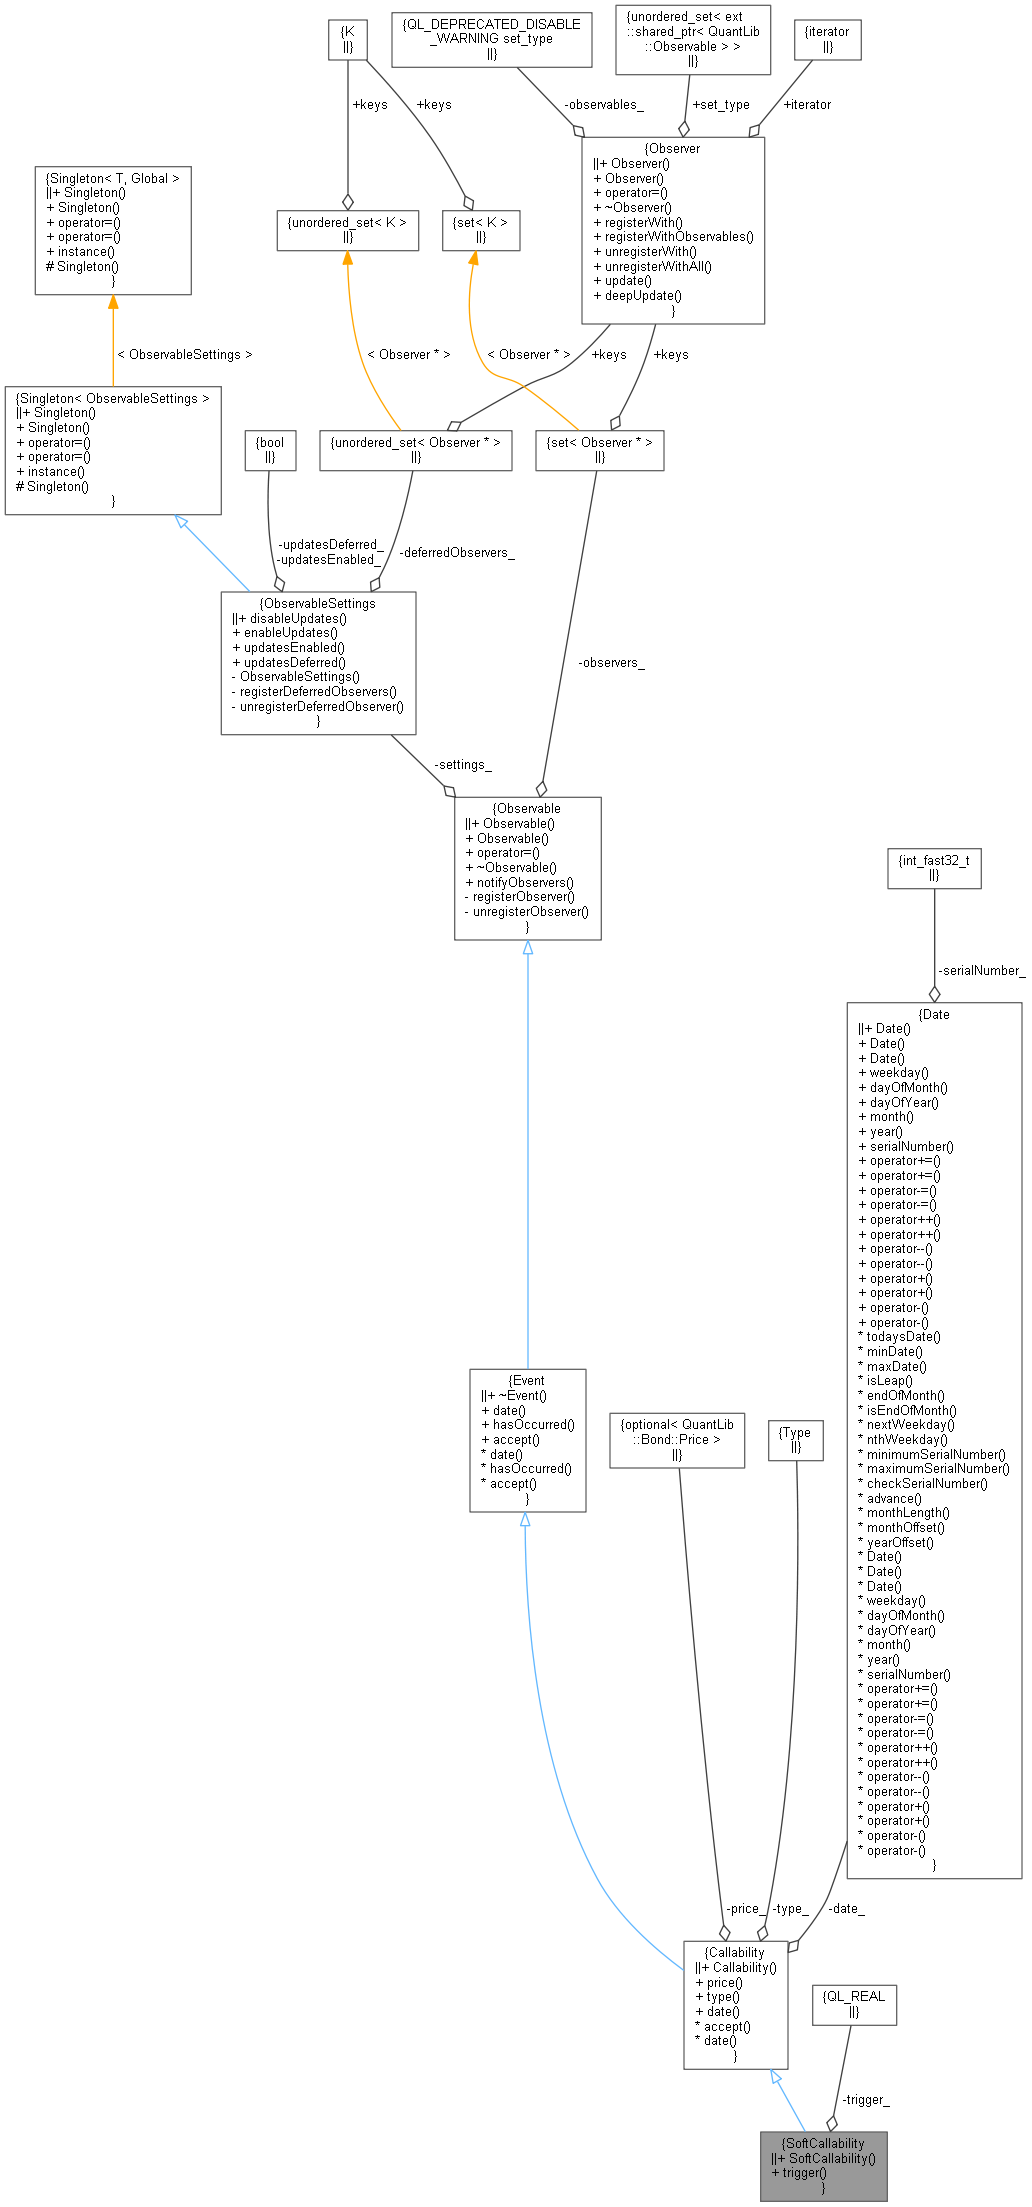 {K
||}
{QL_DEPRECATED_DISABLE
_WARNING set_type
||}
{unordered_set< ext
::shared_ptr< QuantLib
::Observable > >
||}
{iterator
||}
+keys
+keys
-observables_
+set_type
+iterator
{Observer
||+ Observer()
+ Observer()
+ operator=()
+ ~Observer()
+ registerWith()
+ registerWithObservables()
+ unregisterWith()
+ unregisterWithAll()
+ update()
+ deepUpdate()
}
{Singleton< T, Global >
||+ Singleton()
+ Singleton()
+ operator=()
+ operator=()
+ instance()
# Singleton()
}
{unordered_set< K >
||}
{set< K >
||}
< ObservableSettings >
< Observer * >
< Observer * >
+keys
+keys
{Singleton< ObservableSettings >
||+ Singleton()
+ Singleton()
+ operator=()
+ operator=()
+ instance()
# Singleton()
}
{bool
||}
{unordered_set< Observer * >
||}
{set< Observer * >
||}
-updatesDeferred_
-updatesEnabled_
-deferredObservers_
{ObservableSettings
||+ disableUpdates()
+ enableUpdates()
+ updatesEnabled()
+ updatesDeferred()
- ObservableSettings()
- registerDeferredObservers()
- unregisterDeferredObserver()
}
-observers_
-settings_
{Observable
||+ Observable()
+ Observable()
+ operator=()
+ ~Observable()
+ notifyObservers()
- registerObserver()
- unregisterObserver()
}
{int_fast32_t
||}
-serialNumber_
{Date
||+ Date()
+ Date()
+ Date()
+ weekday()
+ dayOfMonth()
+ dayOfYear()
+ month()
+ year()
+ serialNumber()
+ operator+=()
+ operator+=()
+ operator-=()
+ operator-=()
+ operator++()
+ operator++()
+ operator--()
+ operator--()
+ operator+()
+ operator+()
+ operator-()
+ operator-()
* todaysDate()
* minDate()
* maxDate()
* isLeap()
* endOfMonth()
* isEndOfMonth()
* nextWeekday()
* nthWeekday()
* minimumSerialNumber()
* maximumSerialNumber()
* checkSerialNumber()
* advance()
* monthLength()
* monthOffset()
* yearOffset()
* Date()
* Date()
* Date()
* weekday()
* dayOfMonth()
* dayOfYear()
* month()
* year()
* serialNumber()
* operator+=()
* operator+=()
* operator-=()
* operator-=()
* operator++()
* operator++()
* operator--()
* operator--()
* operator+()
* operator+()
* operator-()
* operator-()
}
{Event
||+ ~Event()
+ date()
+ hasOccurred()
+ accept()
* date()
* hasOccurred()
* accept()
}
{optional< QuantLib
::Bond::Price >
||}
{Type
||}
-price_
-type_
-date_
{Callability
||+ Callability()
+ price()
+ type()
+ date()
* accept()
* date()
}
{QL_REAL
||}
-trigger_
{SoftCallability
||+ SoftCallability()
+ trigger()
}